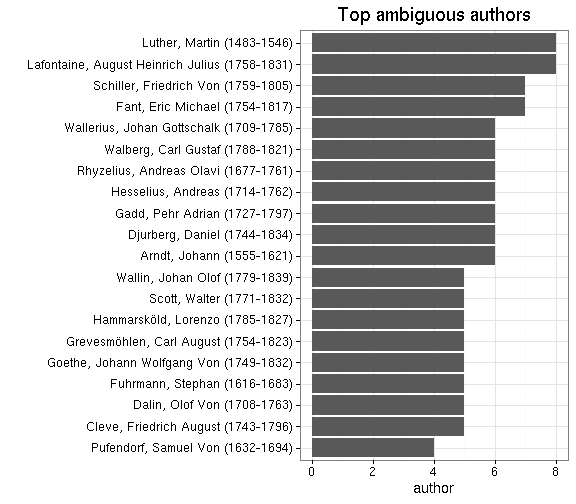 Top ambiguous authors
Luther, Martin (1483-1546)
Lafontaine, August Heinrich Julius (1758-1831)
Schiller, Friedrich Von (1759-1805)
Fant, Eric Michael (1754-1817)
Wallerius, Johan Gottschalk (1709-1785)
Walberg, Carl Gustaf (1788-1821)
Rhyzelius, Andreas Olavi (1677-1761)
Hesselius, Andreas (1714-1762)
Gadd, Pehr Adrian (1727-1797)
Djurberg, Daniel (1744-1834)
Arndt, Johann (1555-1621)
Wallin, Johan Olof (1779-1839)
Scott, Walter (1771-1832)
Hammarsköld, Lorenzo (1785-1827)
Grevesmöhlen, Carl August (1754-1823)
Goethe, Johann Wolfgang Von (1749-1832)
Fuhrmann, Stephan (1616-1683)
Dalin, Olof Von (1708-1763)
Cleve, Friedrich August (1743-1796)
Pufendorf, Samuel Von (1632-1694)
0 2 4 6 8
author